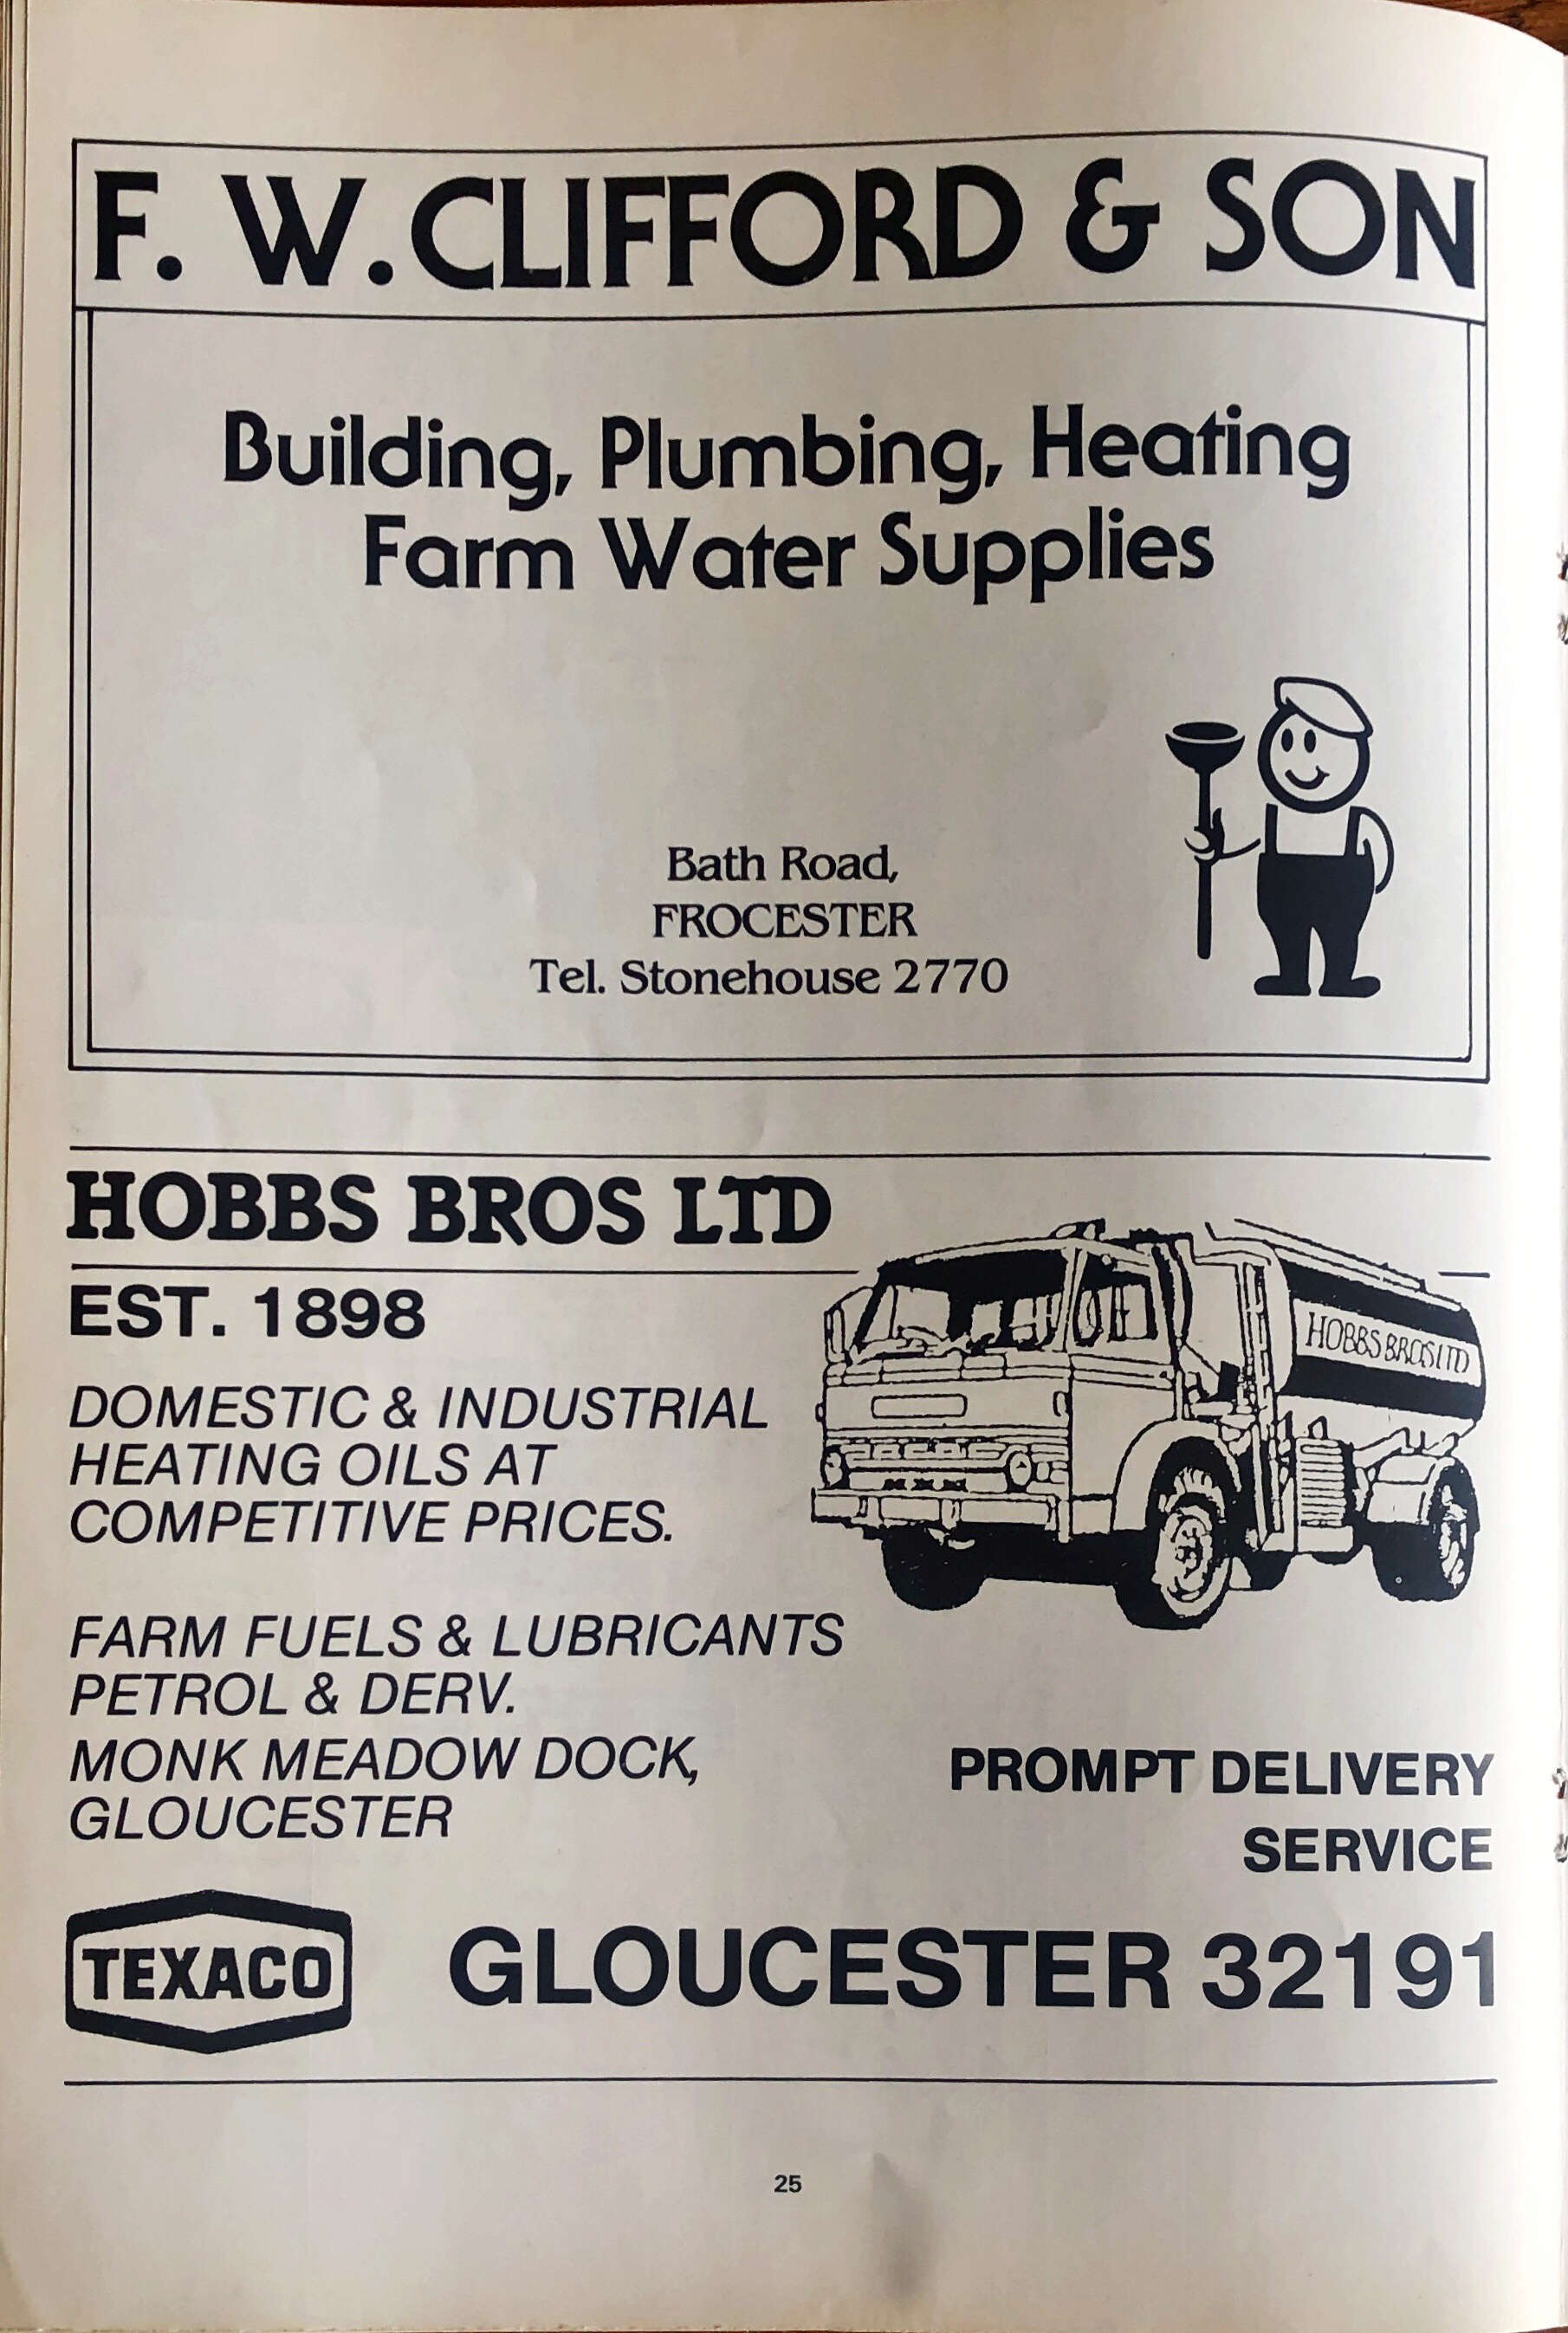 F. W. CLIFFORD & SON
Building, Plumbing, Heating
Farm Water Supplies
Bath Road,
FROCESTER
Tel. Stonehouse 2770
HOBBS BROS LTD
EST. 1898
HOBBS BROS LTD
DOMESTIC & INDUSTRIAL
HEATING OILS AT
COMPETITIVE PRICES.
FARM FUELS & LUBRICANTS
PETROL & DERV.
MONK MEADOW DOCK,
GLOUCESTER
PROMPT DELIVERY
SERVICE
TEXACO
GLOUCESTER 32191
25